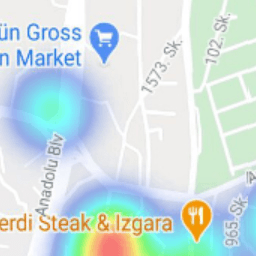 ün Gross
n Market
1573. Sk.
102. Sk.
Anadolu Blv
erdi Steak & Izgara
965. Sk